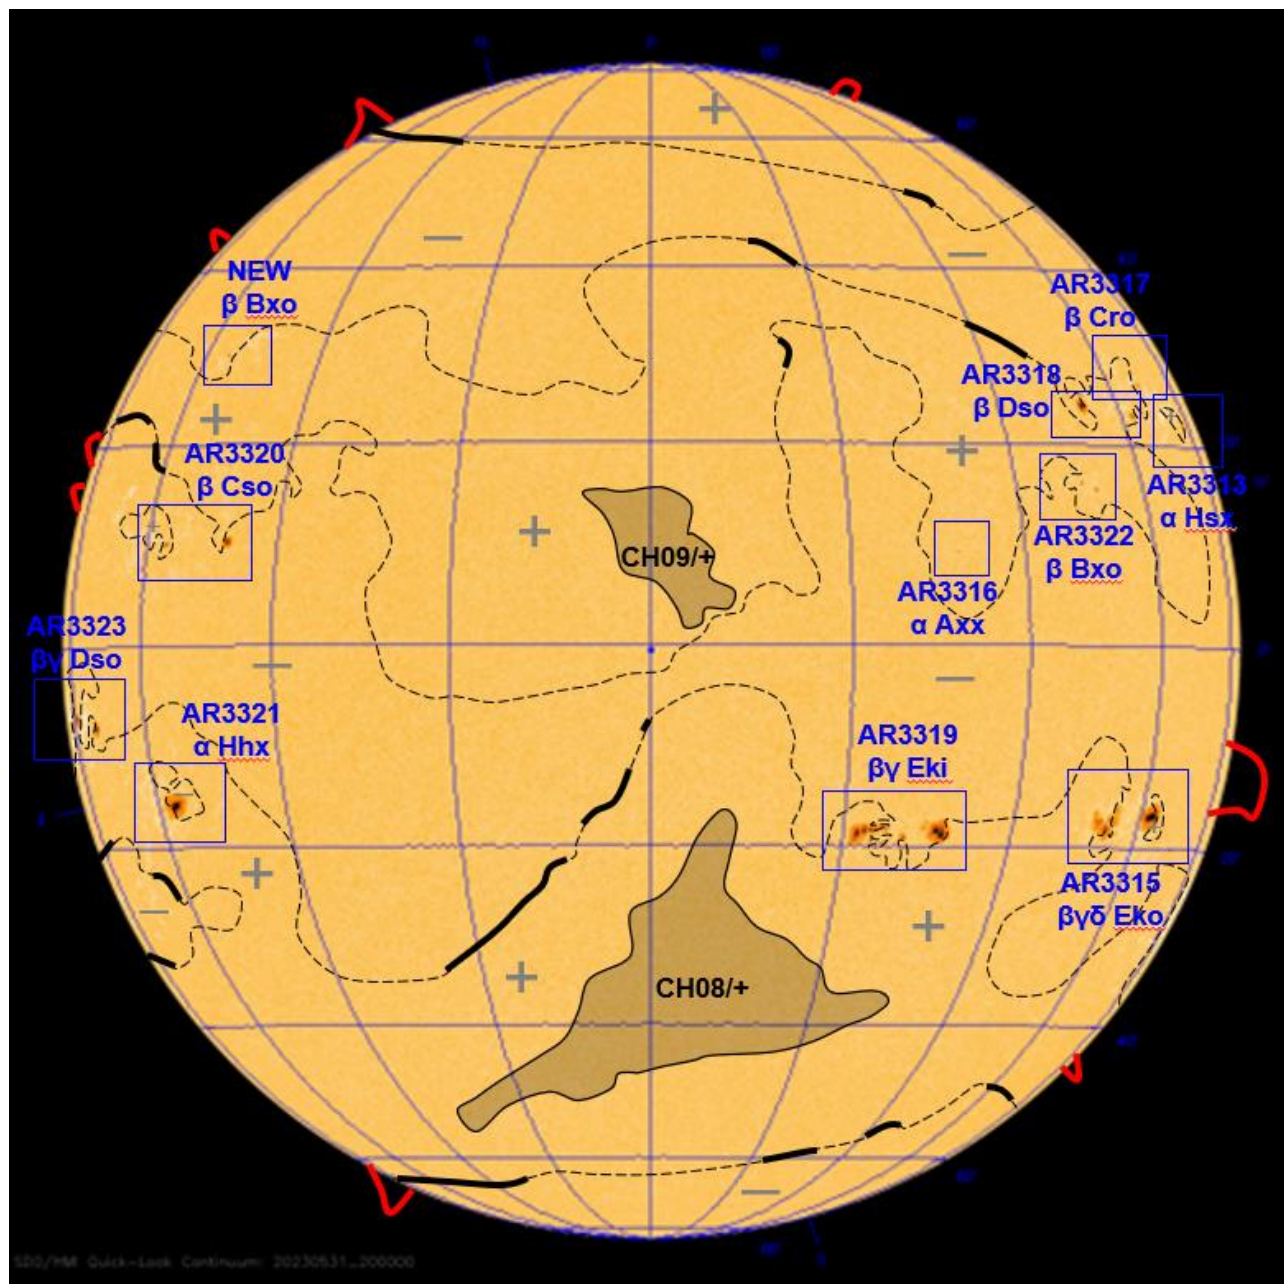 NEW
β Bxo
AR3317
β Cro
AR3318
β Dso
AR3320
β Cso
AR3313
α Hsx
AR3322
β Bxo
CH09/+
AR3316
α Axx
AR3323
βγ Dso
AR3321
α Hhx
AR3319
βγ Eki
AR3315
βγδ Eko
CH08/+
SDO/HMI Quick-Look Continuum: 20230531_200000